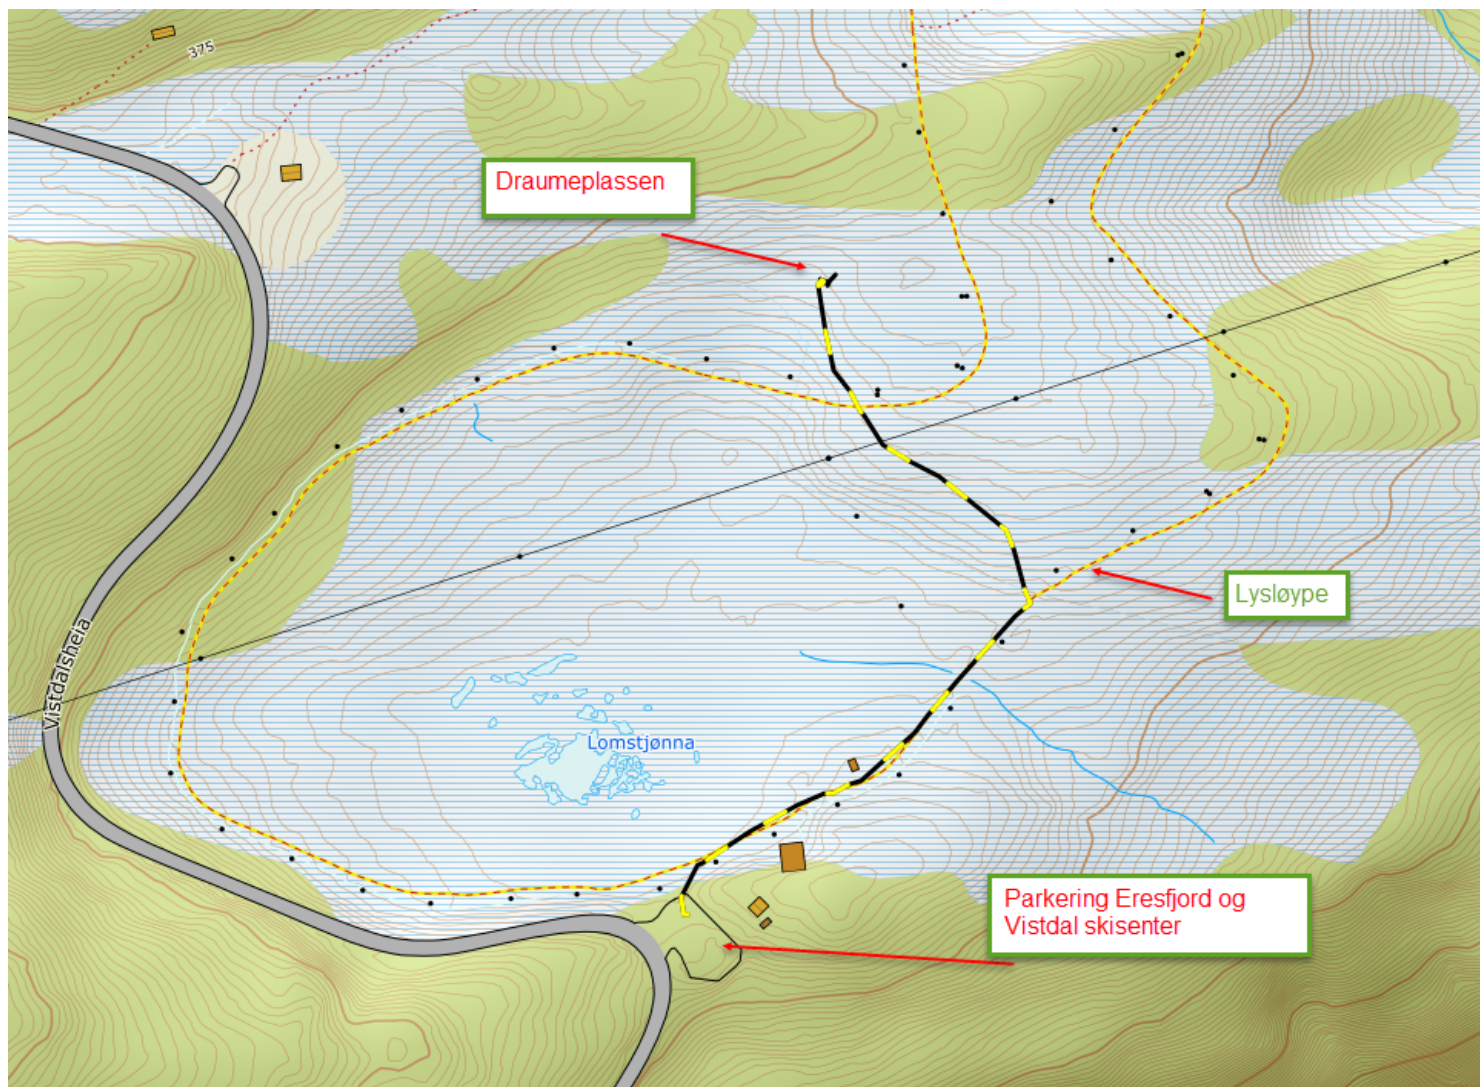 375
Draumeplassen
Lysløype
Vistdalsheia
Lomstjønna
Parkering Eresfjord og
Vistdal skisenter